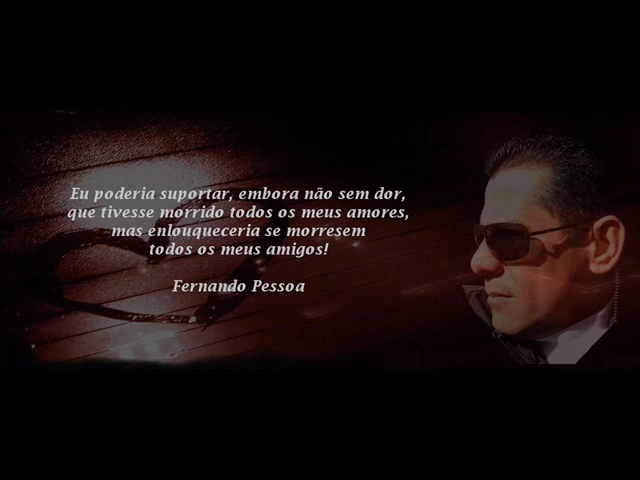 Eu poderia suportar, embora não sem dor,
que tivesse morrido todos os meus amores,
mas enlouqueceria se morresem
todos os meus amigos!
Fernando Pessoa